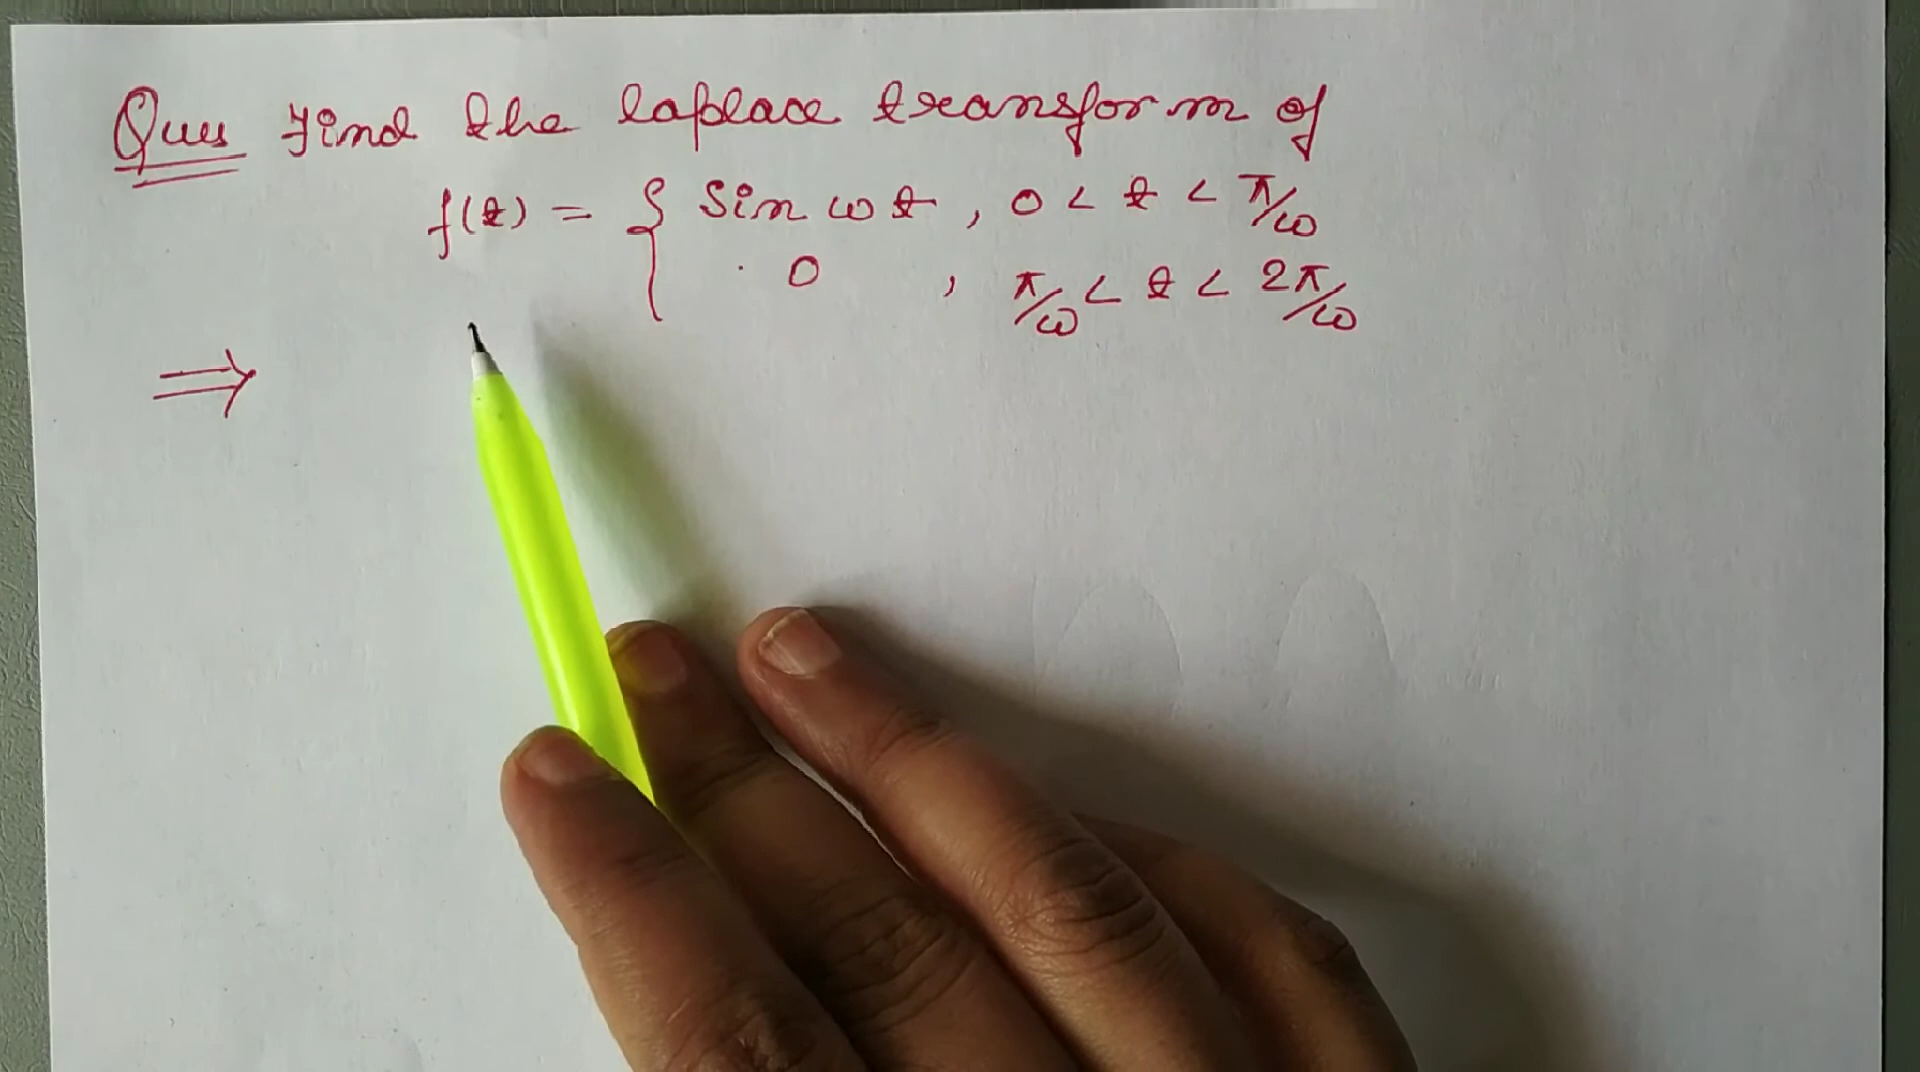 Ques Find the laplace transform of
f(t) = { Sin ωt , 0 < t < π/ω
0 , π/ω < t < 2π/ω
⇒